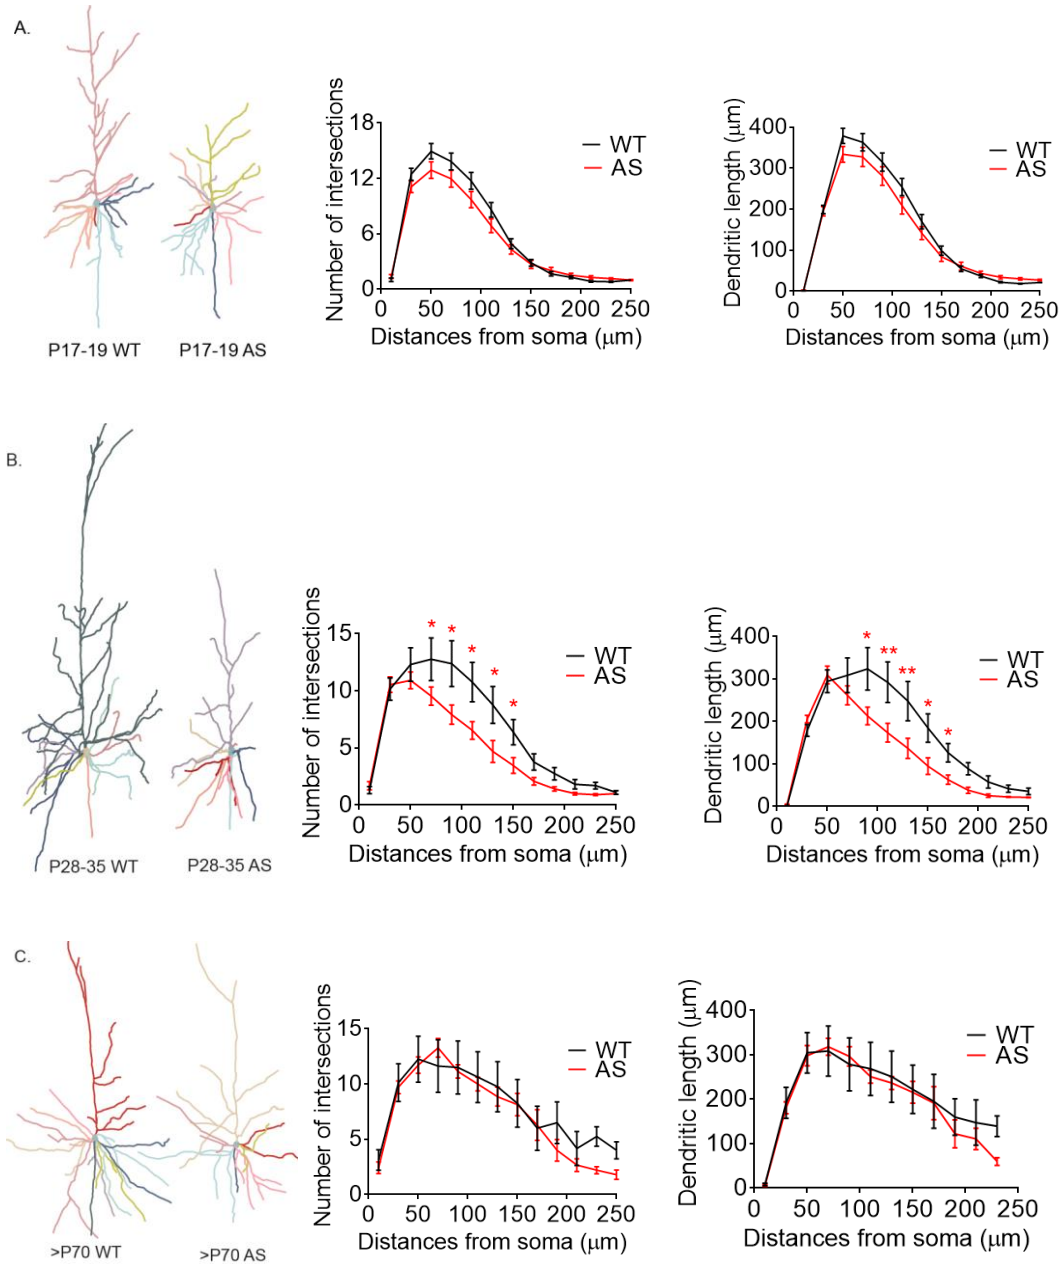 A.
P17-19 WT
P17-19 AS
Number of intersections
18
12
6
0
0 50 100 150 200 250
Distances from soma (μm)
WT
AS
Dendritic length (μm)
400
300
200
100
0
0 50 100 150 200 250
Distances from soma (μm)
WT
AS
B.
P28-35 WT
P28-35 AS
Number of intersections
15
10
5
0
0 50 100 150 200 250
Distances from soma (μm)
* * * * *
WT
AS
Dendritic length (μm)
400
300
200
100
0
0 50 100 150 200 250
Distances from soma (μm)
* ** ** * *
WT
AS
C.
>P70 WT
>P70 AS
Number of intersections
15
10
5
0
0 50 100 150 200 250
Distances from soma (μm)
WT
AS
Dendritic length (μm)
400
300
200
100
0
0 50 100 150 200 250
Distances from soma (μm)
WT
AS